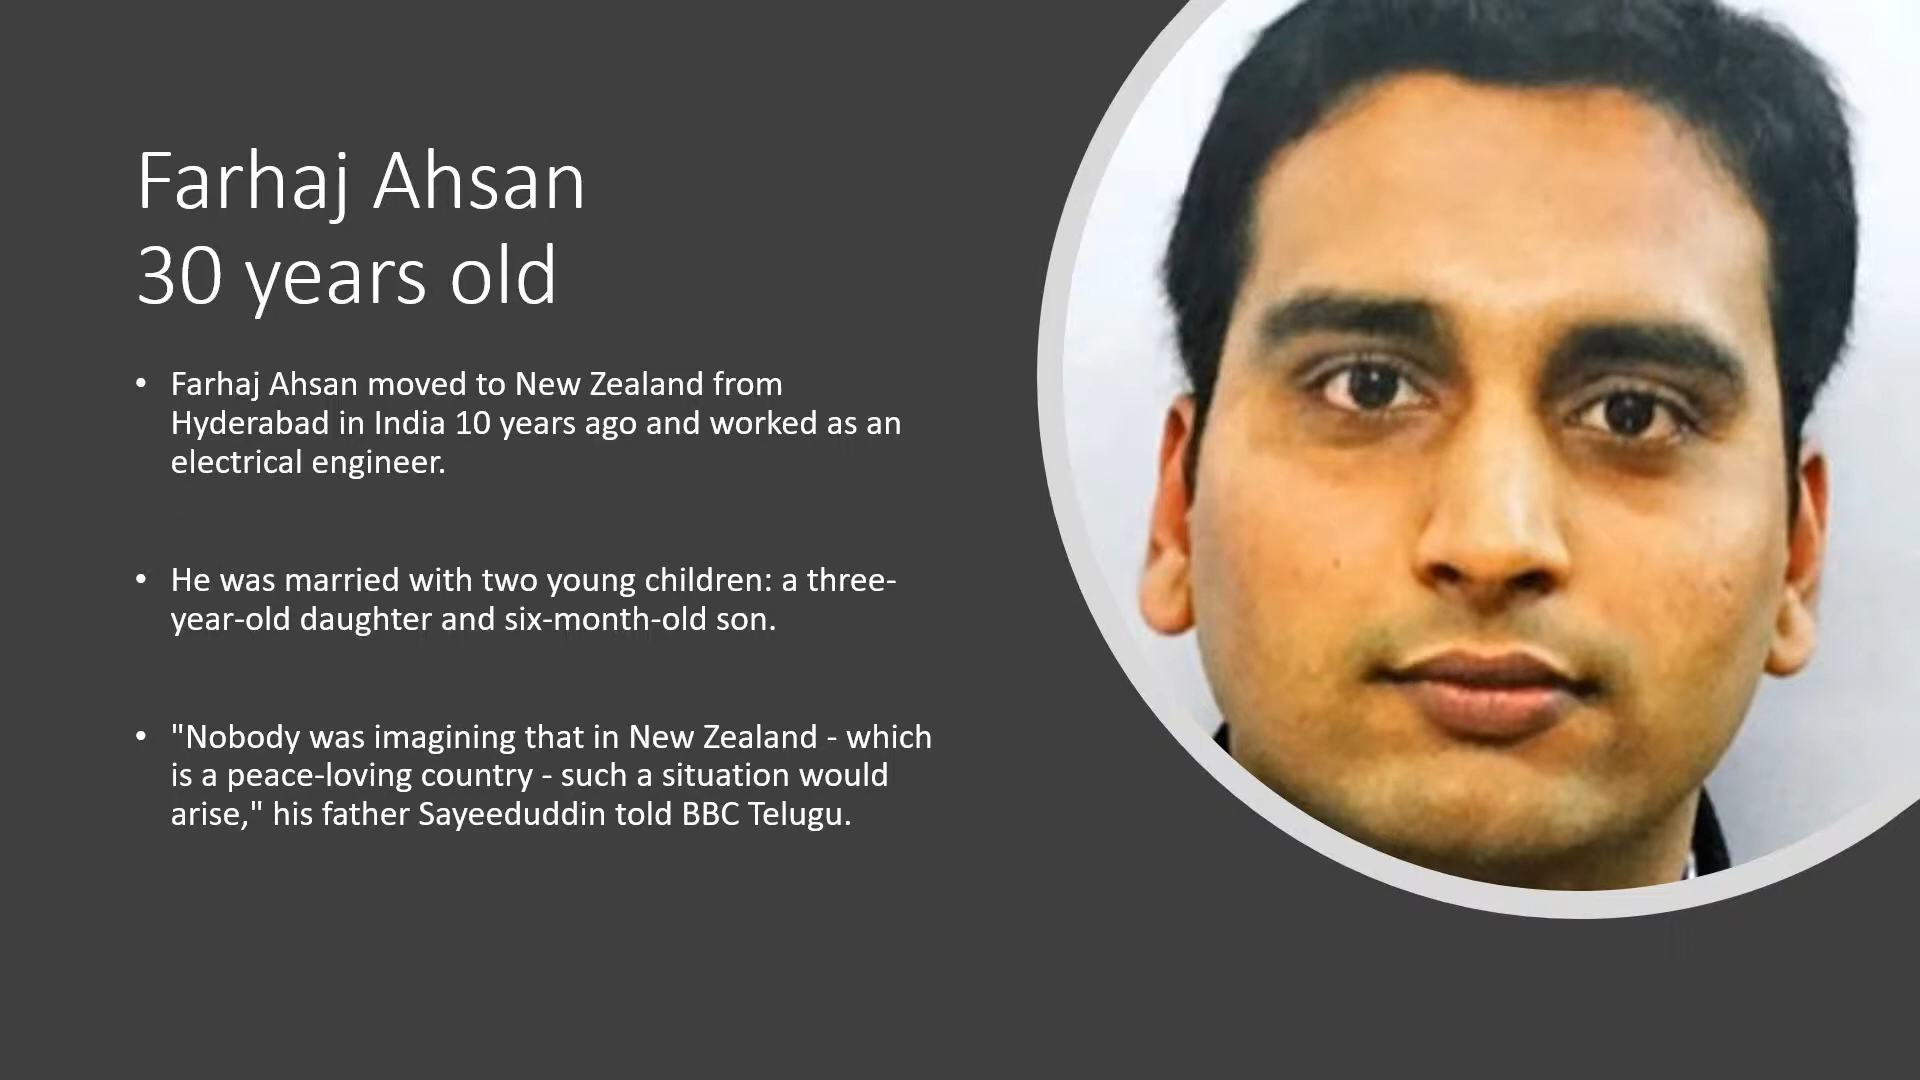 Farhaj Ahsan
30 years old
• Farhaj Ahsan moved to New Zealand from
Hyderabad in India 10 years ago and worked as an
electrical engineer.
• He was married with two young children: a three-
year-old daughter and six-month-old son.
• "Nobody was imagining that in New Zealand - which
is a peace-loving country - such a situation would
arise," his father Sayeeduddin told BBC Telugu.